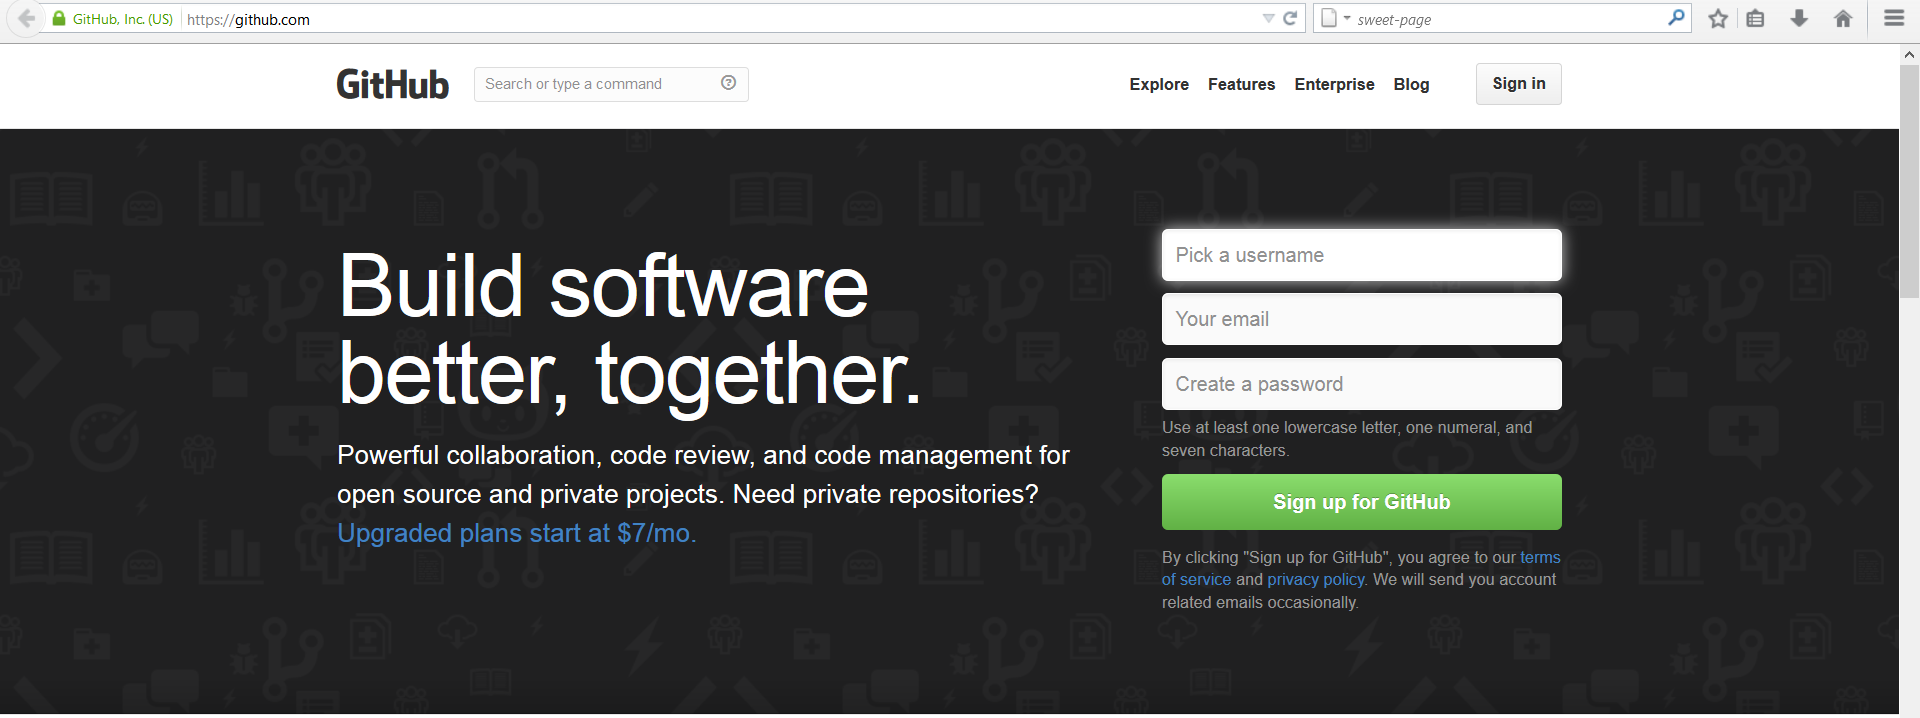 GitHub, Inc. (US) https://github.com sweet-page
GitHub Search or type a command Explore Features Enterprise Blog Sign in
Build software
better, together.
Powerful collaboration, code review, and code management for
open source and private projects. Need private repositories?
Upgraded plans start at $7/mo.
Pick a username
Your email
Create a password
Use at least one lowercase letter, one numeral, and
seven characters.
Sign up for GitHub
By clicking "Sign up for GitHub", you agree to our terms
of service and privacy policy. We will send you account
related emails occasionally.